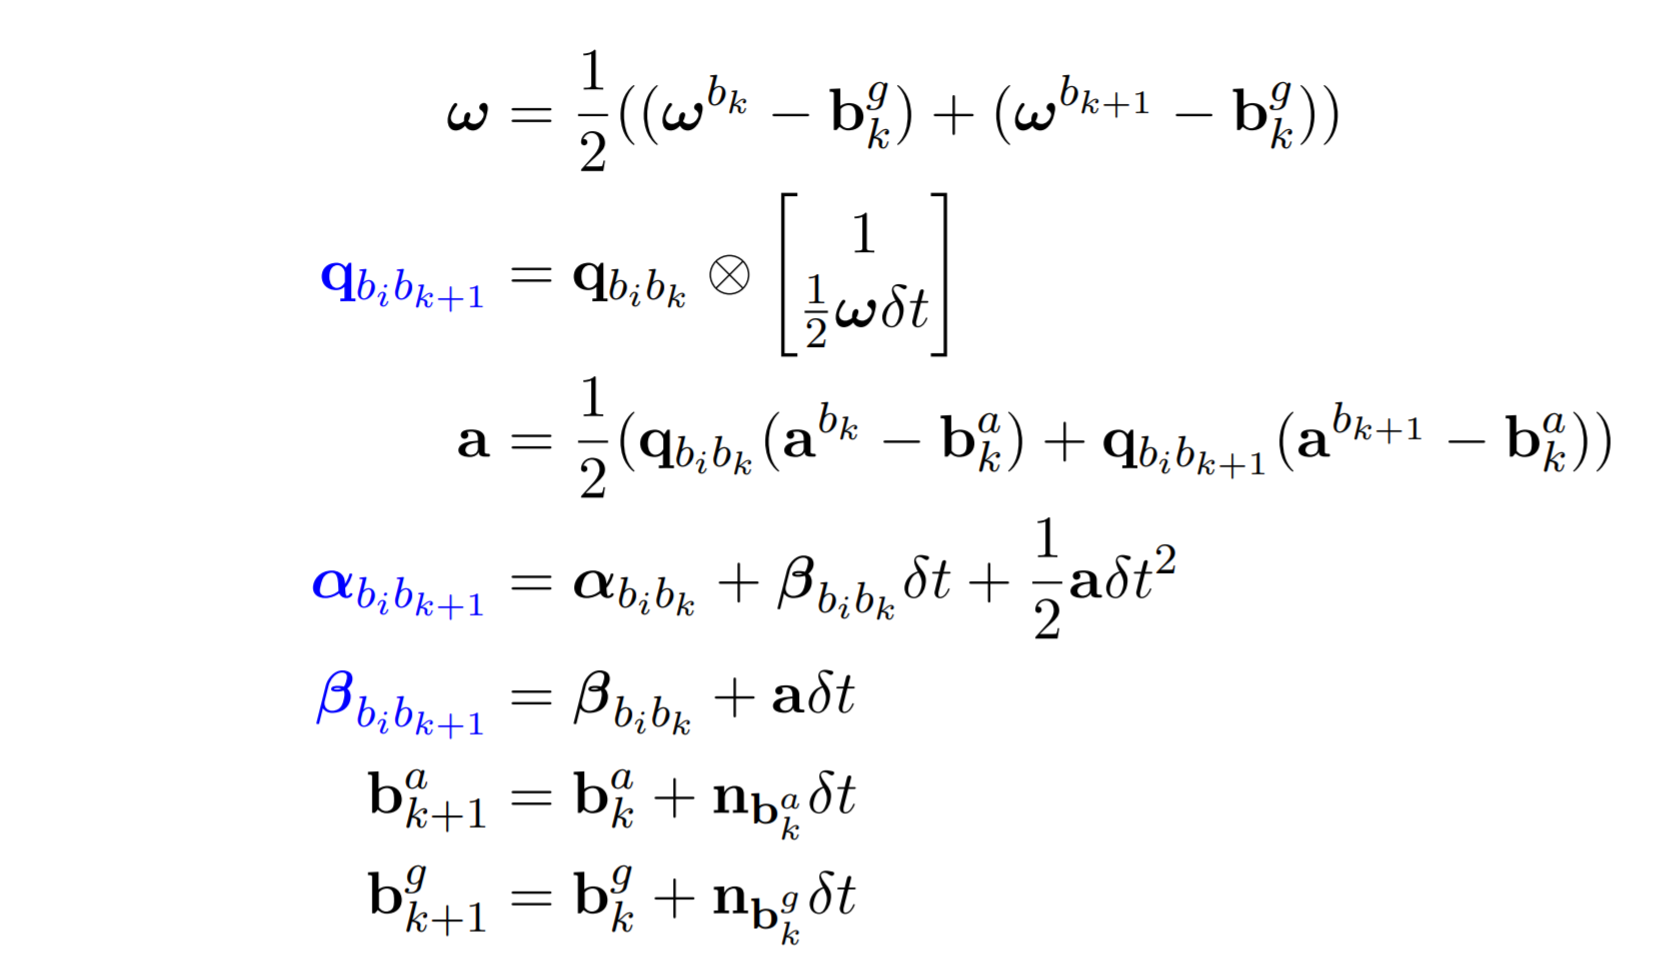 𝝎 = 1/2((𝝎^{b_k} − 𝐛_k^g) + (𝝎^{b_{k+1}} − 𝐛_k^g))
𝐪_{b_i b_{k+1}} = 𝐪_{b_i b_k} ⊗ [1; 1/2 𝝎δt]
𝐚 = 1/2(𝐪_{b_i b_k}(𝐚^{b_k} − 𝐛_k^a) + 𝐪_{b_i b_{k+1}}(𝐚^{b_{k+1}} − 𝐛_k^a))
𝜶_{b_i b_{k+1}} = 𝜶_{b_i b_k} + 𝜷_{b_i b_k}δt + 1/2 𝐚δt^2
𝜷_{b_i b_{k+1}} = 𝜷_{b_i b_k} + 𝐚δt
𝐛_{k+1}^a = 𝐛_k^a + 𝐧_{𝐛_k^a}δt
𝐛_{k+1}^g = 𝐛_k^g + 𝐧_{𝐛_k^g}δt